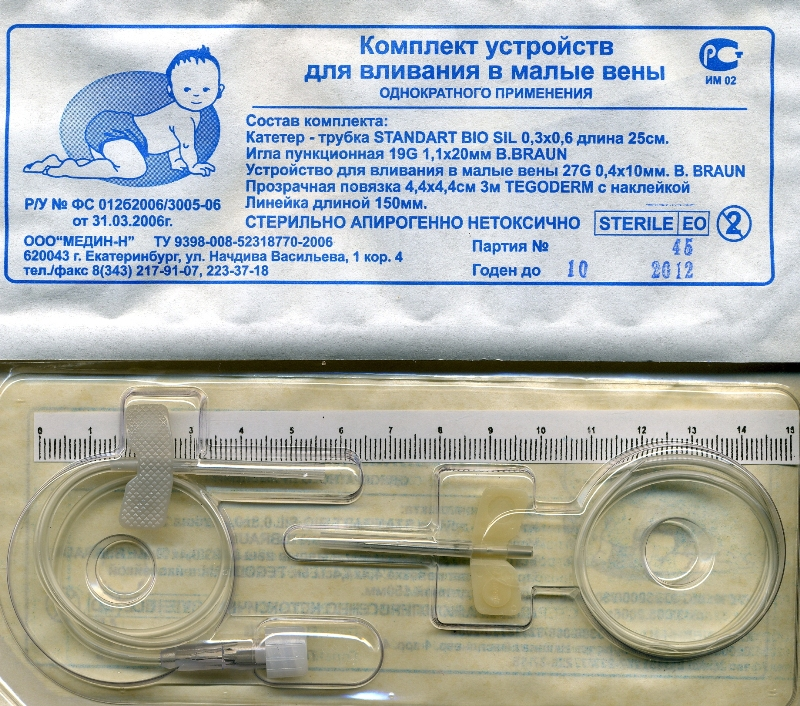 Комплект устройств
для вливания в малые вены
ОДНОКРАТНОГО ПРИМЕНЕНИЯ
РСТ
ИМ 02
Состав комплекта:
Катетер - трубка STANDART BIO SIL 0,3х0,6 длина 25см.
Игла пункционная 19G 1,1х20мм B.BRAUN
Устройство для вливания в малые вены 27G 0,4х10мм. B. BRAUN
Прозрачная повязка 4,4х4,4см 3м TEGODERM с наклейкой
Линейка длиной 150мм.
Р/У № ФС 01262006/3005-06
от 31.03.2006г.
СТЕРИЛЬНО АПИРОГЕННО НЕТОКСИЧНО STERILE EO 2
ООО"МЕДИН-Н" ТУ 9398-008-52318770-2006
620043 г. Екатеринбург, ул. Начдива Васильева, 1 кор. 4
тел./факс 8(343) 217-91-07, 223-37-18
Партия № 45
Годен до 10 2012
0 1 3 4 5 6 7 8 9 10 11 12 13 14 15